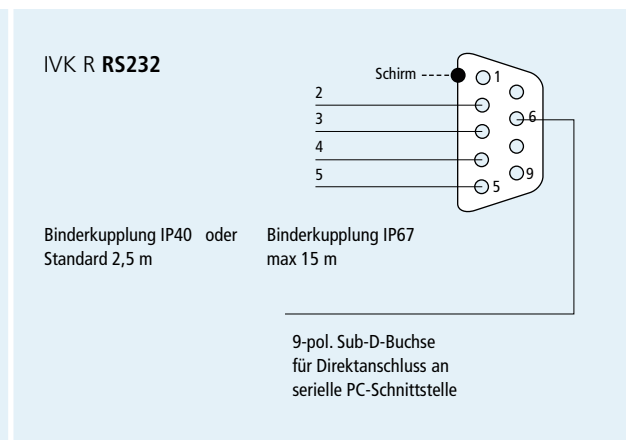 IVK R RS232
Schirm
1
2
3
6
4
9
5
5
Binderkupplung IP40 oder
Standard 2,5 m
Binderkupplung IP67
max 15 m
9-pol. Sub-D-Buchse
für Direktanschluss an
serielle PC-Schnittstelle